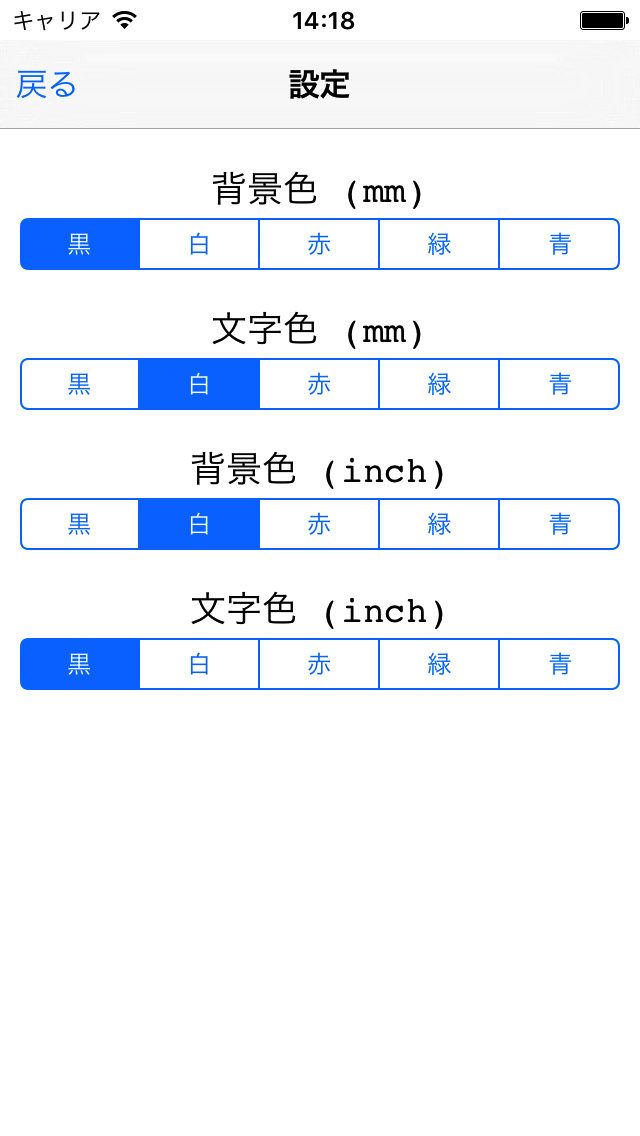 キャリア 14:18
戻る 設定
背景色 (mm)
黒 白 赤 緑 青
文字色 (mm)
黒 白 赤 緑 青
背景色 (inch)
黒 白 赤 緑 青
文字色 (inch)
黒 白 赤 緑 青